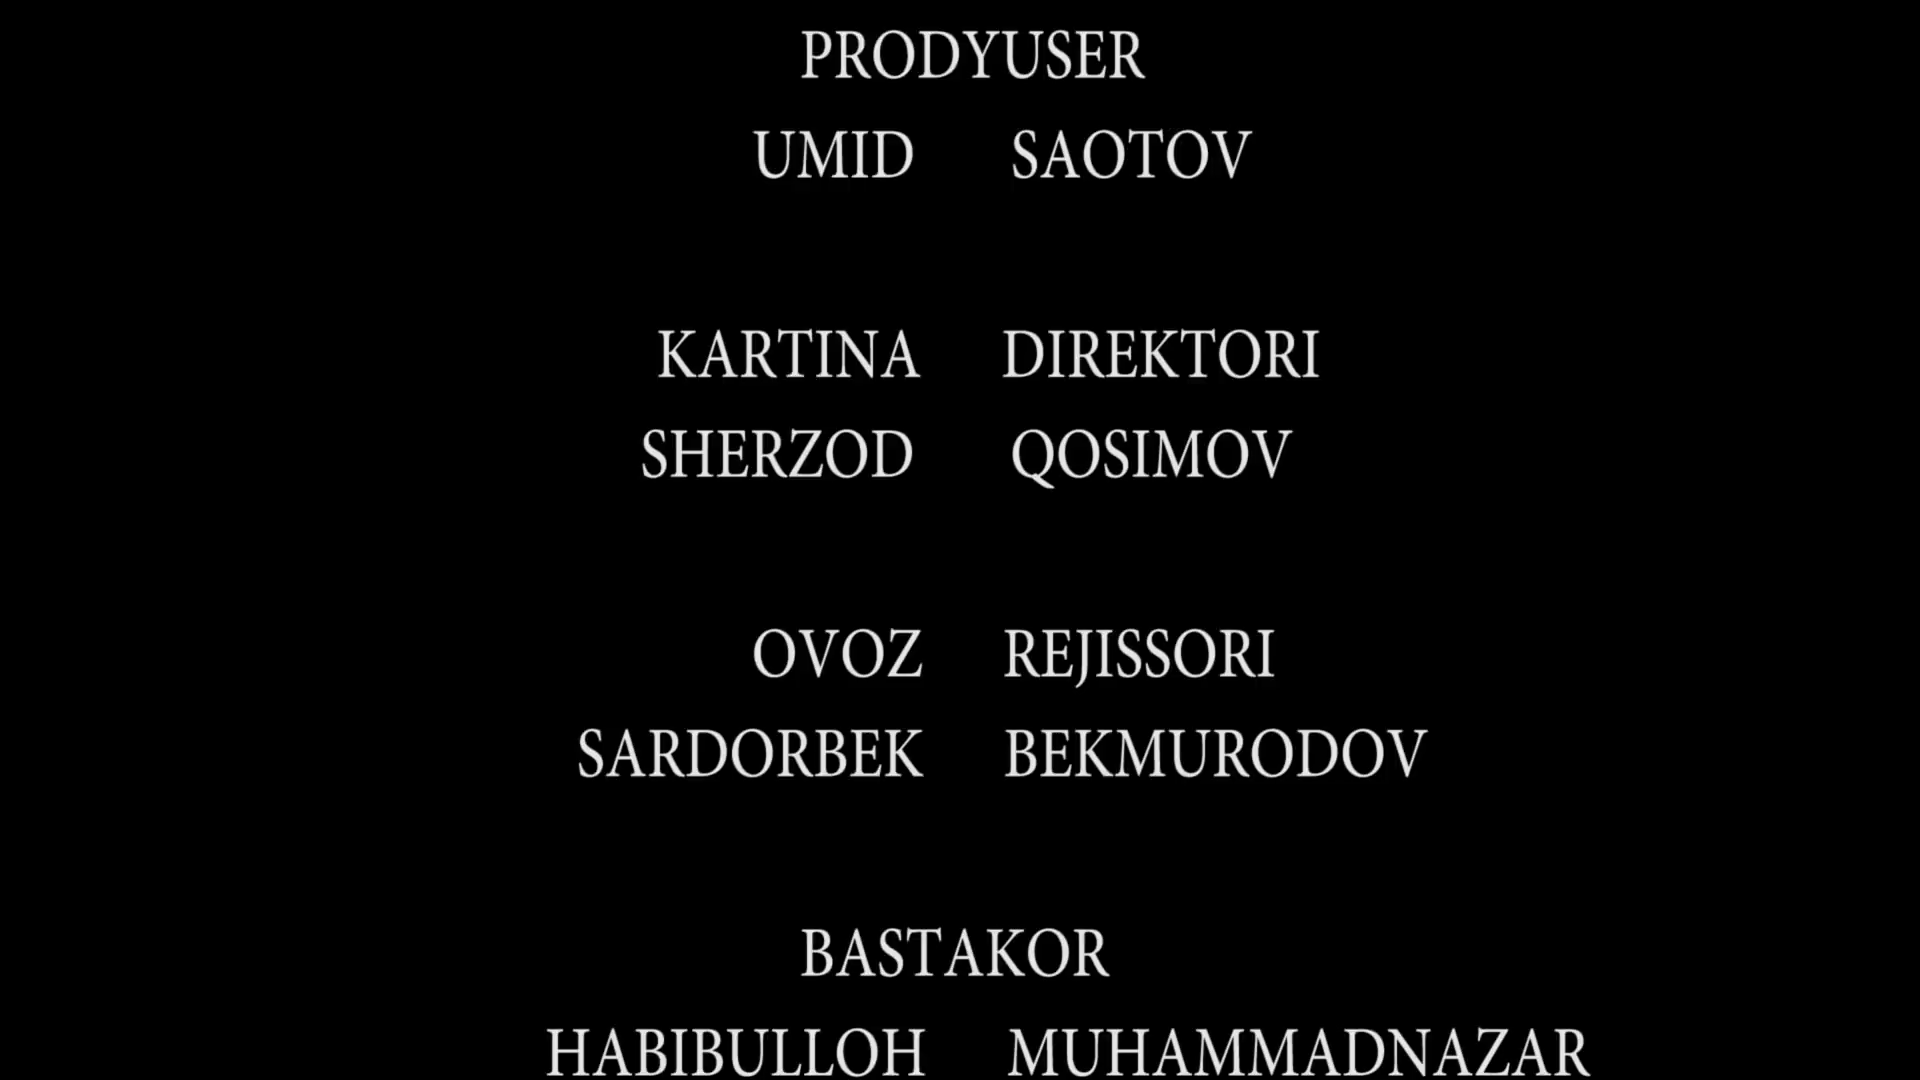 PRODYUSER
UMID SAOTOV
KARTINA DIREKTORI
SHERZOD QOSIMOV
OVOZ REJISSORI
SARDORBEK BEKMURODOV
BASTAKOR
HABIBULLOH MUHAMMADNAZAR